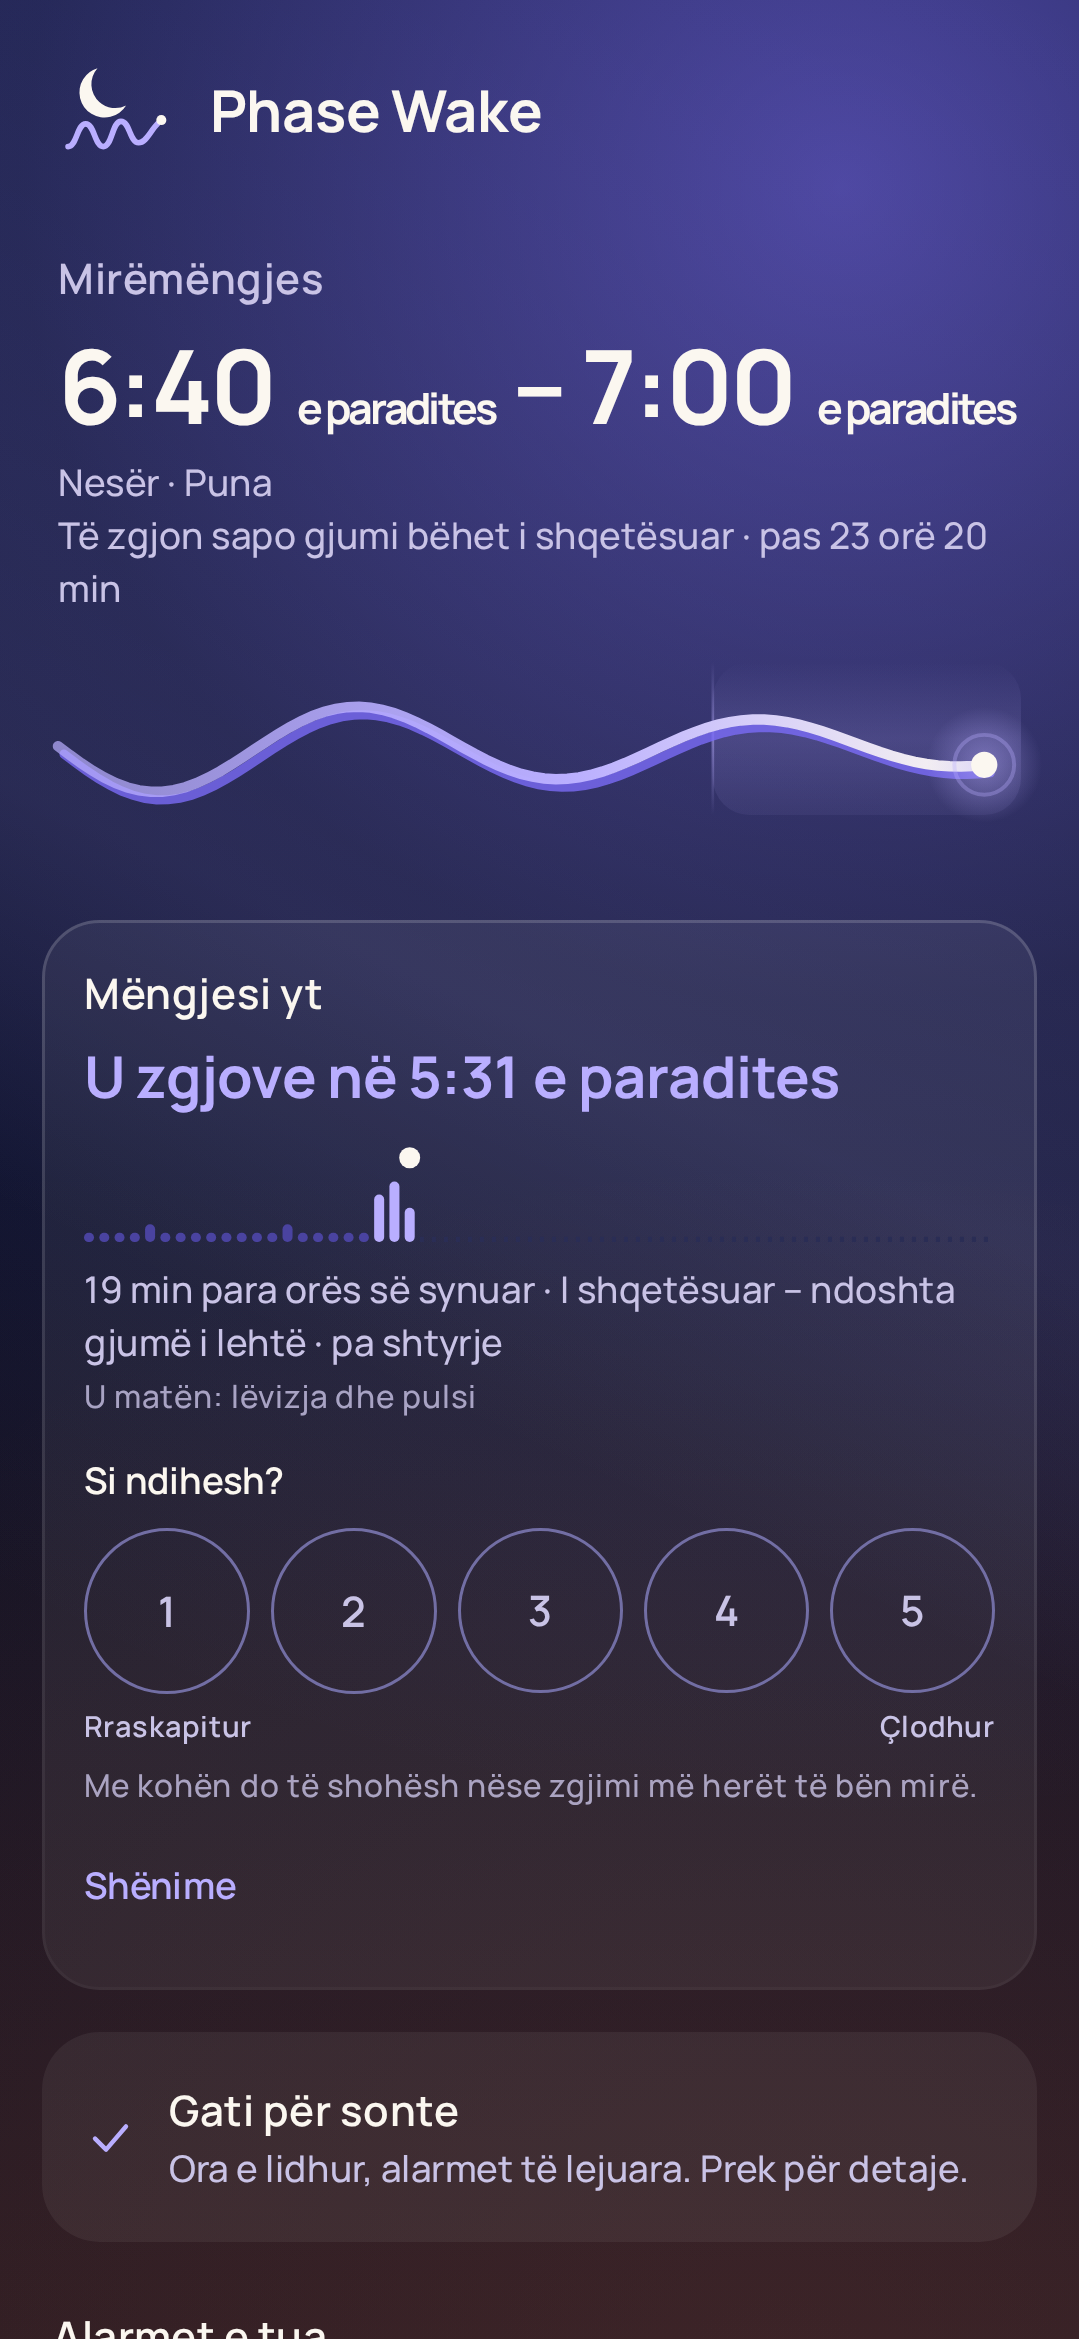 Phase Wake
Mirëmëngjes
6:40 e paradites – 7:00 e paradites
Nesër · Puna
Të zgjon sapo gjumi bëhet i shqetësuar · pas 23 orë 20
min
Mëngjesi yt
U zgjove në 5:31 e paradites
19 min para orës së synuar · I shqetësuar – ndoshta
gjumë i lehtë · pa shtyrje
U matën: lëvizja dhe pulsi
Si ndihesh?
1 2 3 4 5
Rraskapitur Çlodhur
Me kohën do të shohësh nëse zgjimi më herët të bën mirë.
Shënime
Gati për sonte
Ora e lidhur, alarmet të lejuara. Prek për detaje.
Alarmet e tua